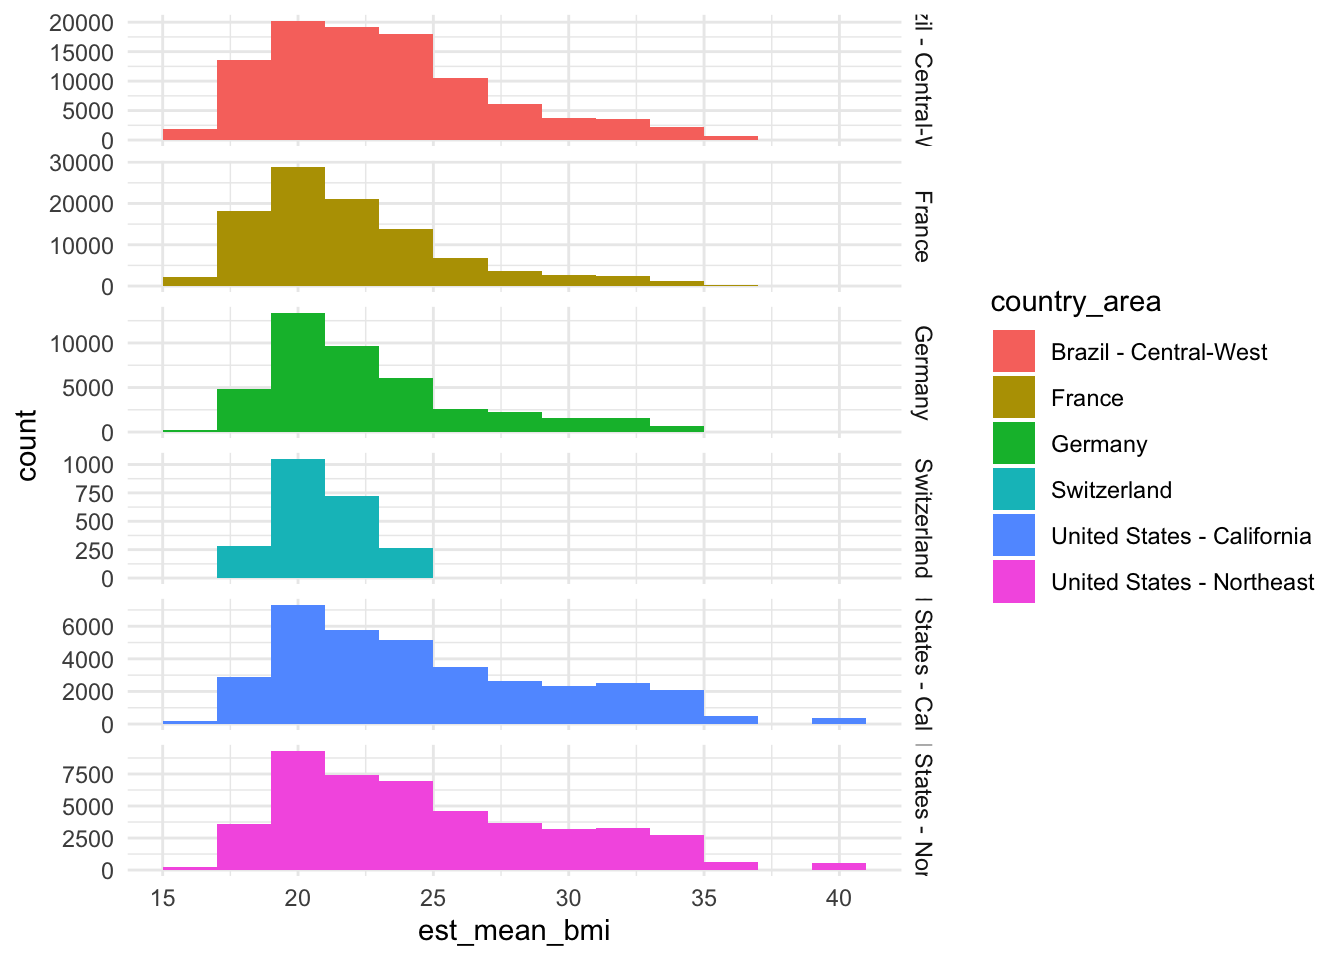 20000
15000
10000
5000
0
zil - Central-W
30000
20000
10000
0
France
10000
5000
0
Germany
1000
750
500
250
0
Switzerland
6000
4000
2000
0
States - Cal
7500
5000
2500
0
States - Nor
15 20 25 30 35 40
est_mean_bmi
count
country_area
Brazil - Central-West
France
Germany
Switzerland
United States - California
United States - Northeast